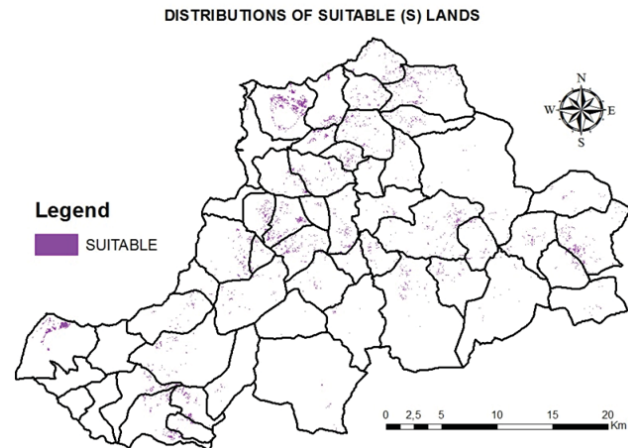 DISTRIBUTIONS OF SUITABLE (S) LANDS
N
W E
S
Legend
SUITABLE
0 2,5 5 10 15 20
Km